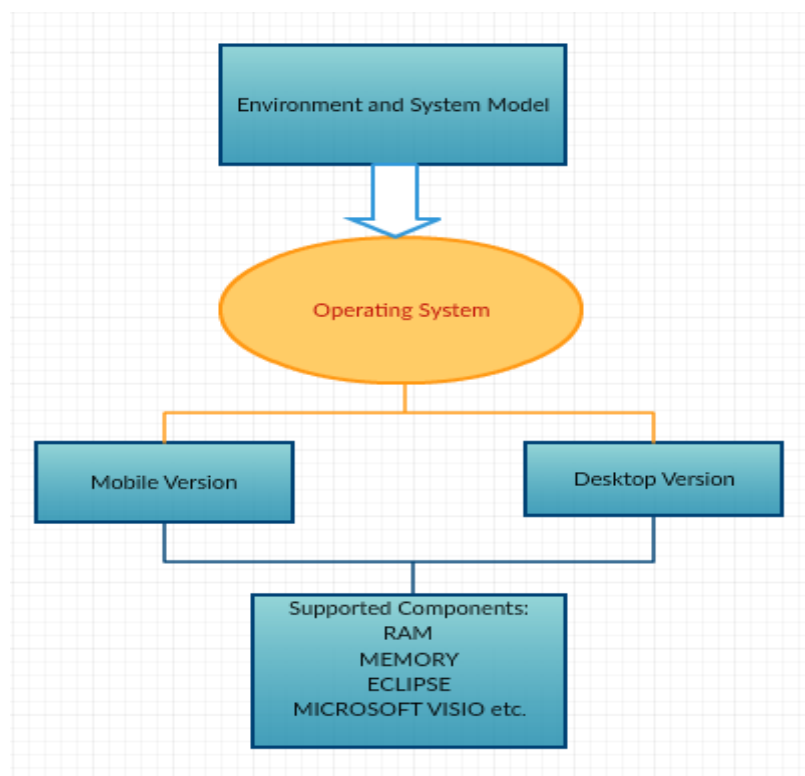 Environment and System Model
Operating System
Mobile Version
Desktop Version
Supported Components:
RAM
MEMORY
ECLIPSE
MICROSOFT VISIO etc.